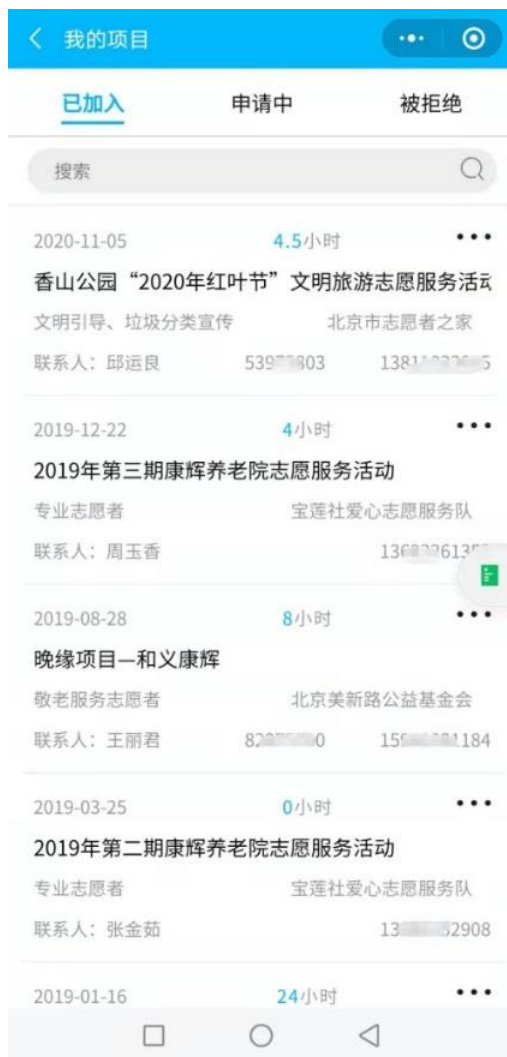 我的项目
已加入 申请中 被拒绝
搜索
2020-11-05 4.5小时
香山公园“2020年红叶节”文明旅游志愿服务活动
文明引导、垃圾分类宣传 北京市志愿者之家
联系人：邱运良
2019-12-22 4小时
2019年第三期康辉养老院志愿服务活动
专业志愿者 宝莲社爱心志愿服务队
联系人：周玉香
2019-08-28 8小时
晚缘项目—和义康辉
敬老服务志愿者 北京美新路公益基金会
联系人：王丽君
2019-03-25 0小时
2019年第二期康辉养老院志愿服务活动
专业志愿者 宝莲社爱心志愿服务队
联系人：张金茹
2019-01-16 24小时